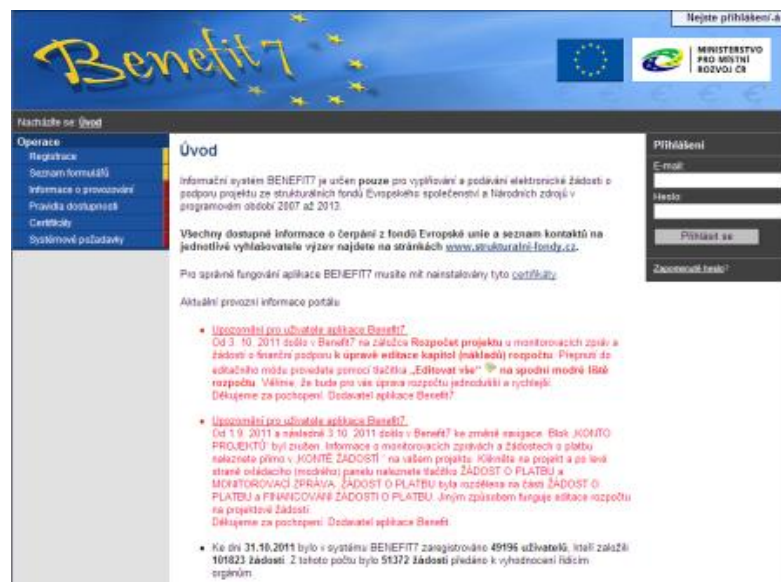 Nejste přihlášení-á
Benefit7
MINISTERSTVO
PRO MÍSTNÍ
ROZVOJ ČR
Nacházíte se: Úvod
Operace
Registrace
Seznam formulářů
Informace o provozování
Pravidla dostupnosti
Certifikáty
Systémové požadavky
Úvod
Informační systém BENEFIT7 je určen pouze pro vyplňování a podávání elektronické žádosti o
podporu projektu ze strukturálních fondů Evropského společenství a Národních zdrojů v
programovém období 2007 až 2013.
Všechny dostupné informace o čerpání z fondů Evropské unie a seznam kontaktů na
jednotlivé vyhlašovatele výzev najdete na stránkách www.strukturalni-fondy.cz.
Pro správné fungování aplikace BENEFIT7 musíte mít nainstalovány tyto certifikáty.
Aktuální provozní informace portálu
• Upozornění pro uživatele aplikace Benefit7
Od 3. 10. 2011 došlo v Benefit7 na záložce Rozpočet projektu u monitorovacích zpráv a
žádostí o finanční podporu k úpravě editace kapitol (nákladů) rozpočtu. Přepnutí do
editačního módu provedete pomocí tlačítka „Editovat vše" na spodní modré liště
rozpočtu. Věříme, že bude pro vás úprava rozpočtu jednodušší a rychlejší.
Děkujeme za pochopení. Dodavatel aplikace Benefit7.
• Upozornění pro uživatele aplikace Benefit7
Od 1.9. 2011 a následně 3.10. 2011 došlo v Benefit7 ke změně navigace. Blok „KONTO
PROJEKTŮ" byl zrušen. Informace o monitorovacích zprávách a žádostech o platbu
naleznete přímo v „KONTĚ ŽÁDOSTÍ" na vašem projektu. Klikněte na projekt a po levé
straně ovládacího (modrého) panelu naleznete tlačítka ŽÁDOST O PLATBU a
MONITOROVACÍ ZPRÁVA. ŽÁDOST O PLATBU byla rozdělena na části ŽÁDOST O
PLATBU a FINANCOVÁNÍ ŽÁDOSTI O PLATBU. Jiným způsobem funguje editace rozpočtu
na projektové žádosti.
Děkujeme za pochopení. Dodavatel aplikace Benefit.
• Ke dni 31.10.2011 bylo v systému BENEFIT7 zaregistrováno 49196 uživatelů, kteří založili
101823 žádostí. Z tohoto počtu bylo 51372 žádostí předáno k vyhodnocení řídícím
orgánům.
Přihlášení
E-mail:
Heslo:
Přihlásit se
Zapomenuté heslo?